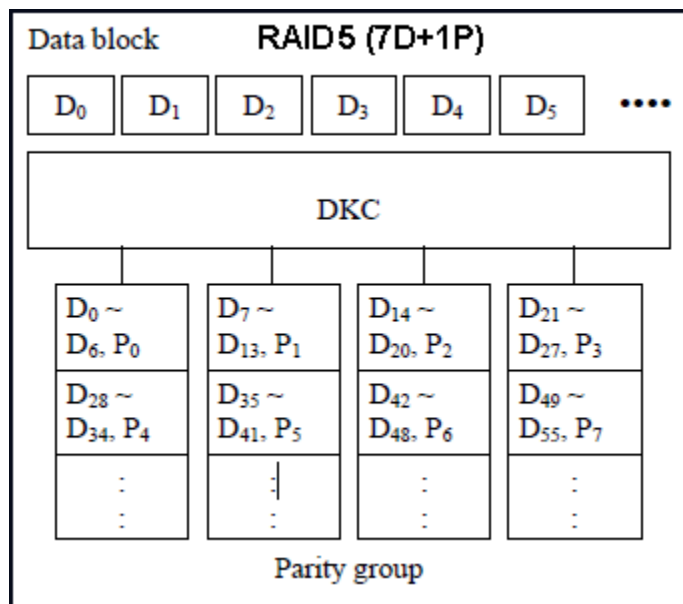 Data block RAID5 (7D+1P)
D₀ D₁ D₂ D₃ D₄ D₅ ••••
DKC
D₀ ~ D₇ ~ D₁₄ ~ D₂₁ ~
D₆, P₀ D₁₃, P₁ D₂₀, P₂ D₂₇, P₃
D₂₈ ~ D₃₅ ~ D₄₂ ~ D₄₉ ~
D₃₄, P₄ D₄₁, P₅ D₄₈, P₆ D₅₅, P₇
: : : :
: : : :
Parity group